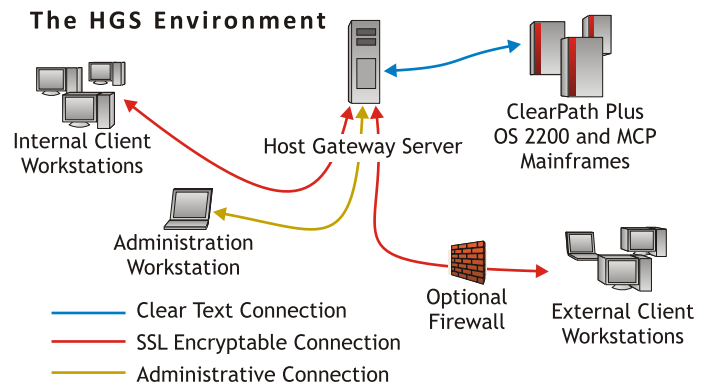 The HGS Environment
Internal Client
Workstations
Host Gateway Server
ClearPath Plus
OS 2200 and MCP
Mainframes
Administration
Workstation
Optional
Firewall
External Client
Workstations
Clear Text Connection
SSL Encryptable Connection
Administrative Connection